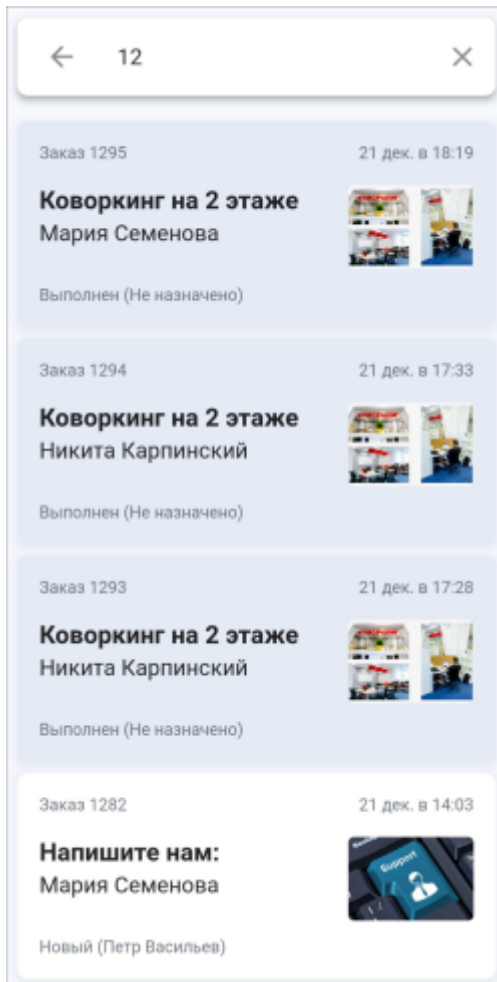 12
Заказ 1295 21 дек. в 18:19
Коворкинг на 2 этаже
Мария Семенова
Выполнен (Не назначено)
Заказ 1294 21 дек. в 17:33
Коворкинг на 2 этаже
Никита Карпинский
Выполнен (Не назначено)
Заказ 1293 21 дек. в 17:28
Коворкинг на 2 этаже
Никита Карпинский
Выполнен (Не назначено)
Заказ 1282 21 дек. в 14:03
Напишите нам:
Мария Семенова
Support
Новый (Петр Васильев)